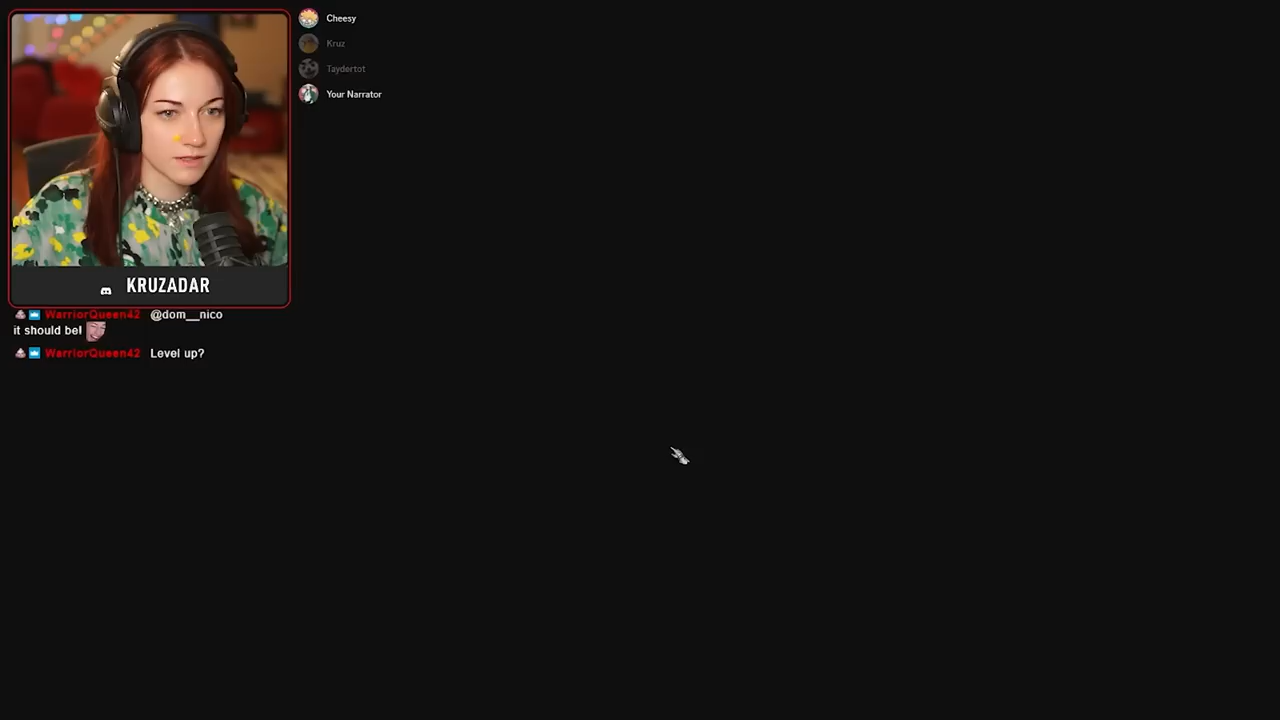 Cheesy
Kruz
Taydertot
Your Narrator
KRUZADAR
WarriorQueen42 @dom__nico
it should be!
WarriorQueen42 Level up?